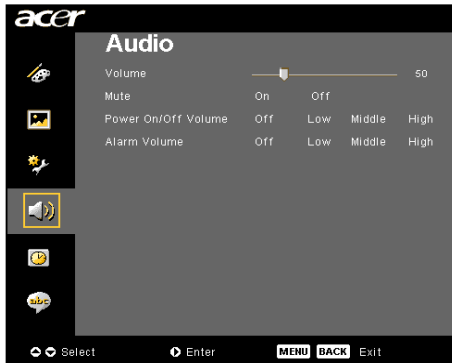 acer
Audio
Volume 50
Mute On Off
Power On/Off Volume Off Low Middle High
Alarm Volume Off Low Middle High
abc
Select Enter MENU BACK Exit